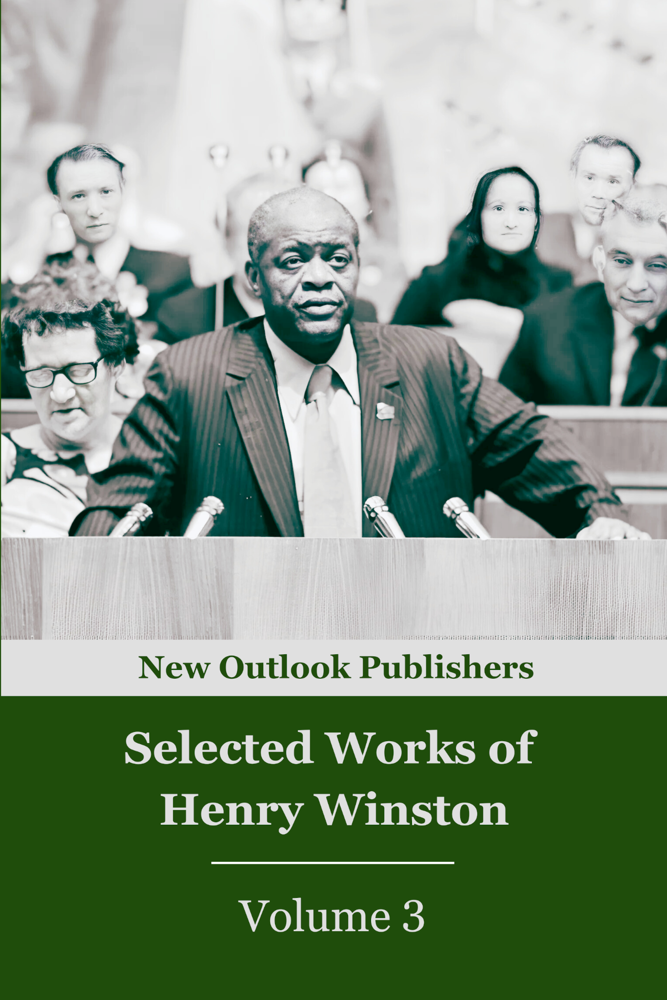 New Outlook Publishers
Selected Works of
Henry Winston
Volume 3